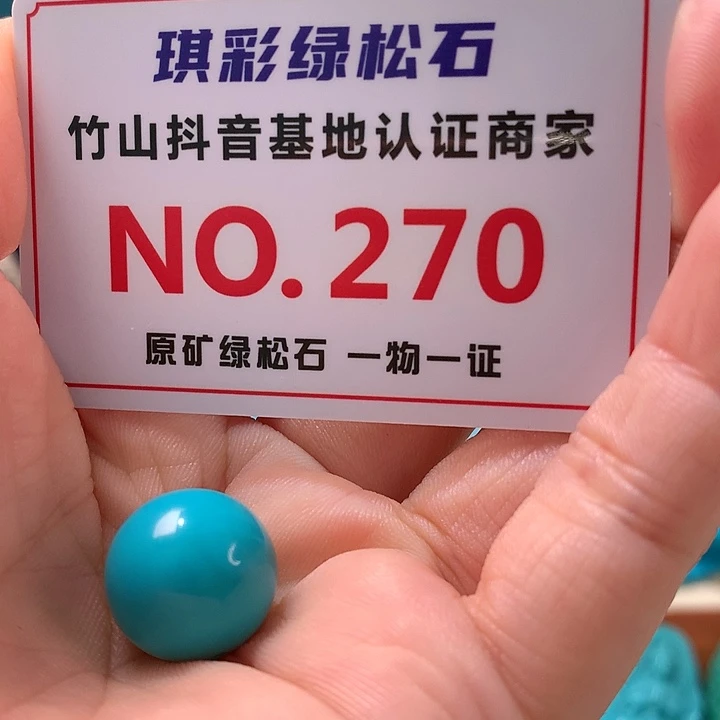 琪彩绿松石
竹山抖音基地认证商家
NO.270
原矿绿松石 一物一证